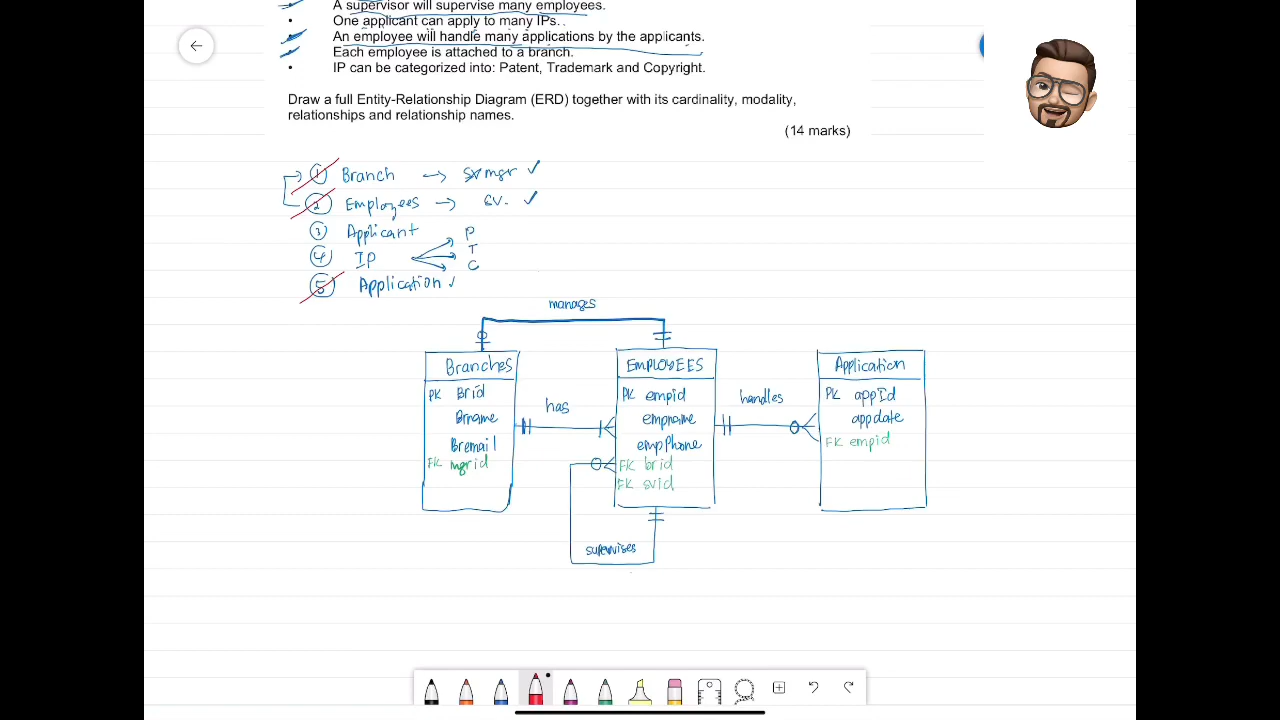 A supervisor will supervise many employees.
• One applicant can apply to many IPs.
• An employee will handle many applications by the applicants.
• Each employee is attached to a branch.
• IP can be categorized into: Patent, Trademark and Copyright.
Draw a full Entity-Relationship Diagram (ERD) together with its cardinality, modality,
relationships and relationship names.
(14 marks)
1 Branch → mgr ✓
2 Employees → sv. ✓
3 Applicant
4 IP
P
T
C
5 Application ✓
manages
Branches
PK Brid
Brname
Bremail
FK mgrid
has
EMPLOYEES
PK empid
empname
empPhone
FK brid
FK svid
supervises
handles
Application
PK appId
appdate
FK empid